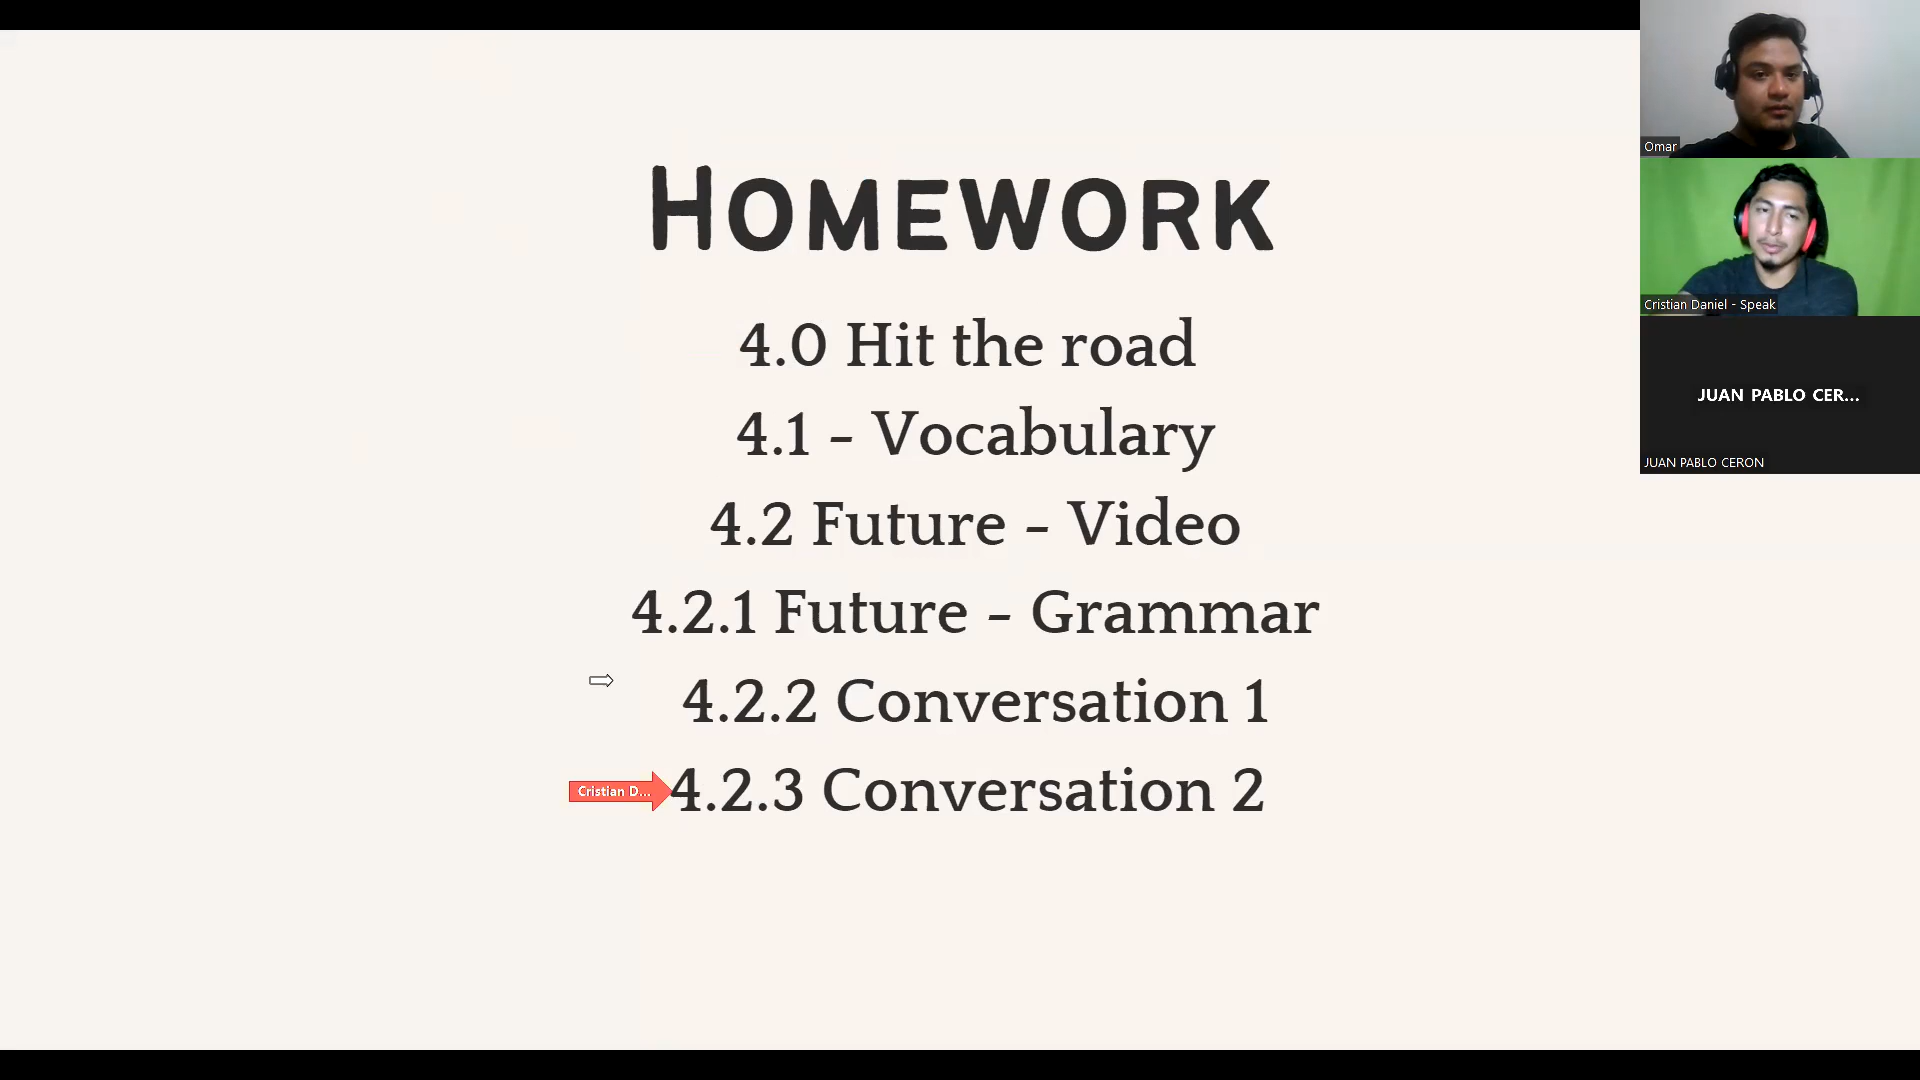 HOMEWORK
4.0 Hit the road
4.1 - Vocabulary
4.2 Future - Video
4.2.1 Future - Grammar
4.2.2 Conversation 1
Cristian D...
4.2.3 Conversation 2
Omar
Cristian Daniel - Speak
JUAN PABLO CER...
JUAN PABLO CERON